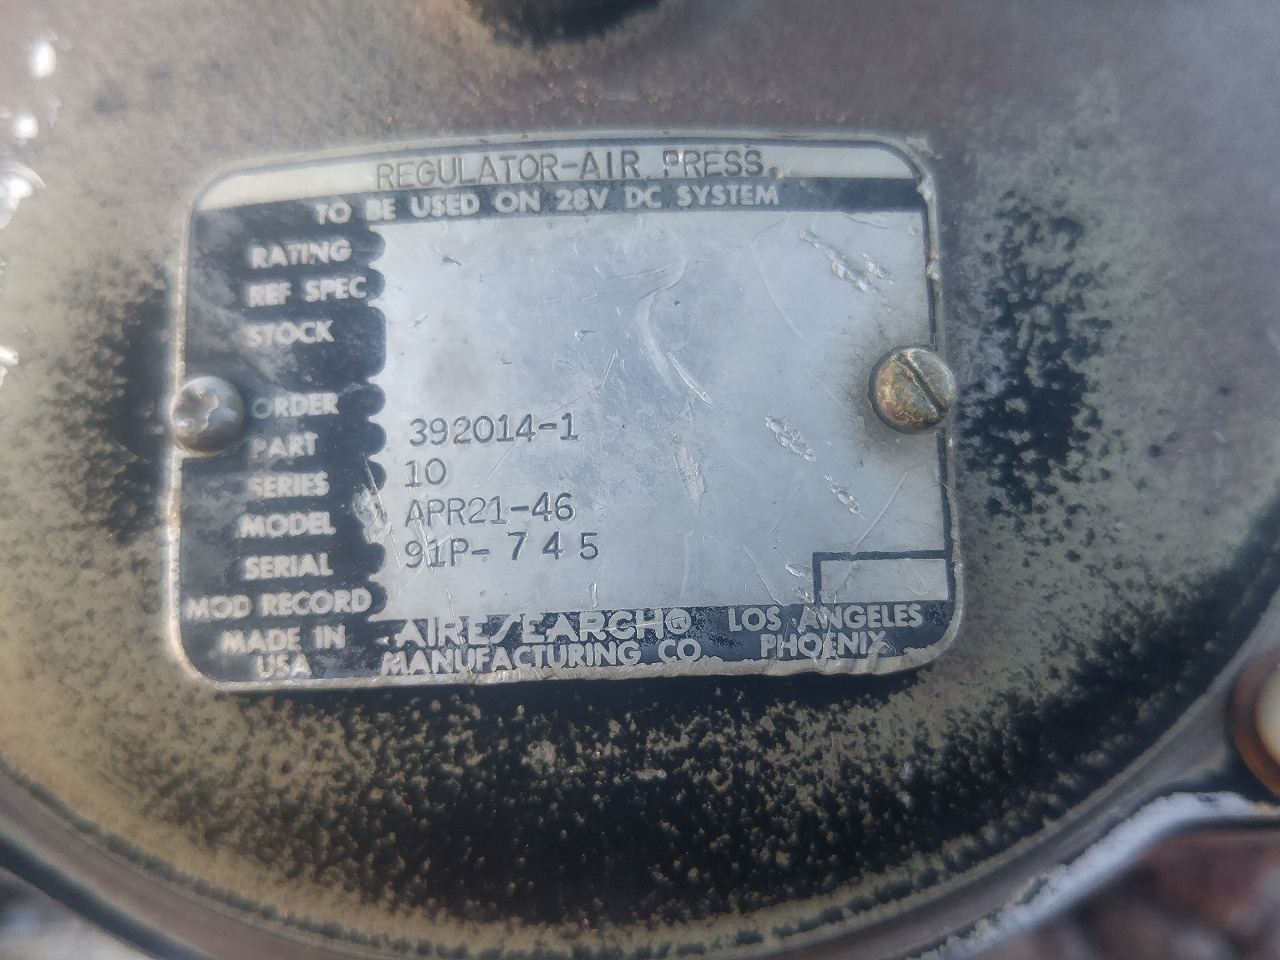 REGULATOR-AIR PRESS.
TO BE USED ON 28V DC SYSTEM
RATING
REF SPEC
STOCK
ORDER
PART 392014-1
SERIES 10
MODEL APR21-46
SERIAL 91P-745
MOD RECORD
MADE IN USA
AIRESEARCH®
MANUFACTURING CO
LOS ANGELES
PHOENIX